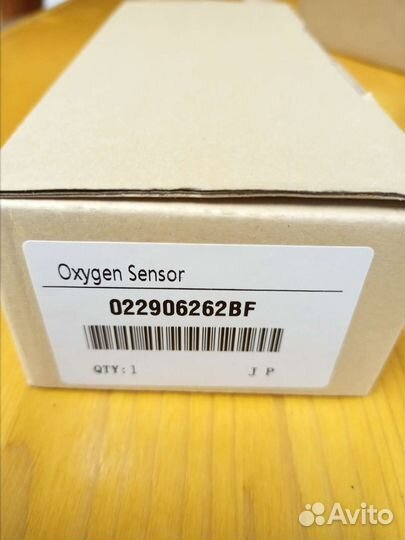 Oxygen Sensor
022906262BF
QTY:1 J P
Avito